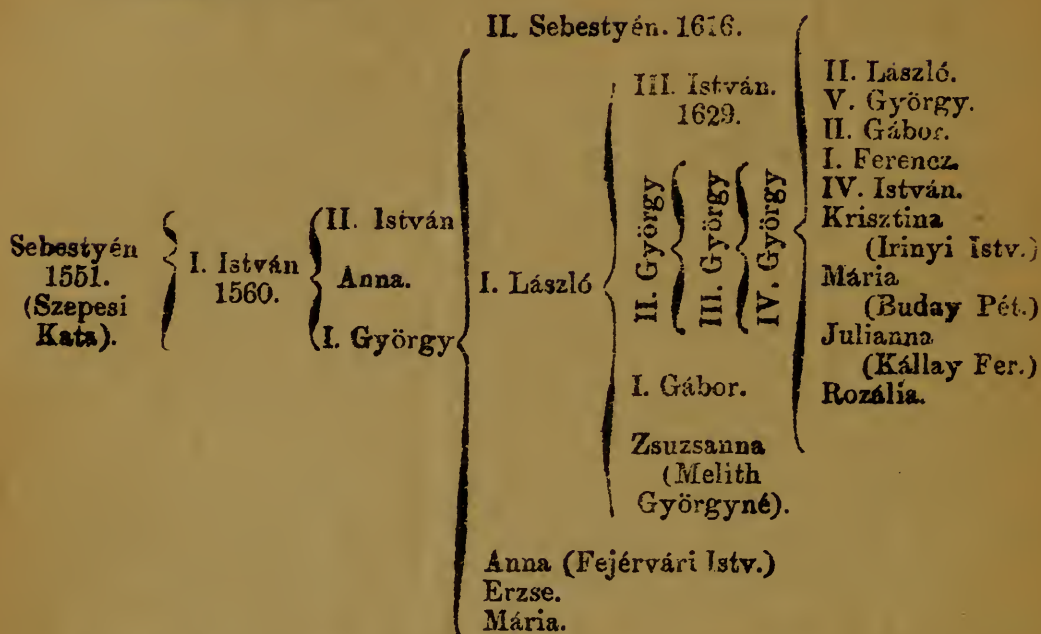 Sebestyén
1551.
(Szepesi
Kata).
I. István
1560.
II. István
Anna.
I. György
II. Sebestyén. 1616.
I. László
Anna (Fejérvári Istv.)
Erzse.
Mária.
III. István.
1629.
II. György
III. György
IV. György
I. Gábor.
Zsuzsanna
(Melith
Györgyné).
II. László.
V. György.
II. Gábor.
I. Ferencz.
IV. István.
Krisztina
(Irinyi Istv.)
Mária
(Buday Pét.)
Julianna
(Kállay Fer.)
Rozália.